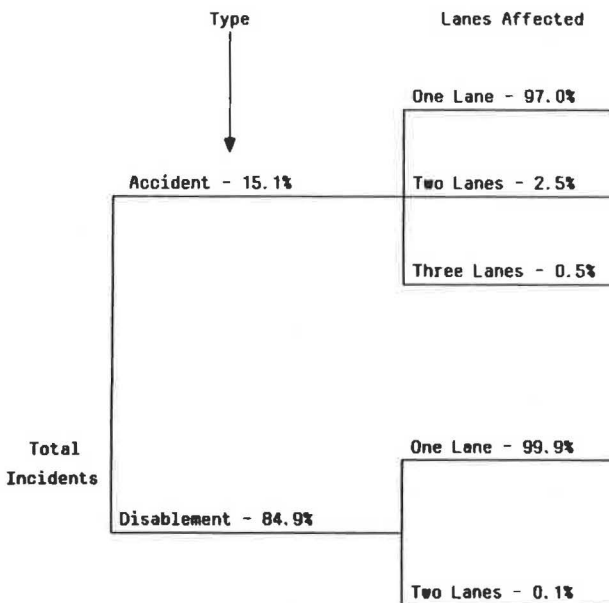 Type
Lanes Affected
One Lane - 97.0%
Accident - 15.1%
Two Lanes - 2.5%
Three Lanes - 0.5%
Total
Incidents
One Lane - 99.9%
Disablement - 84.9%
Two Lanes - 0.1%